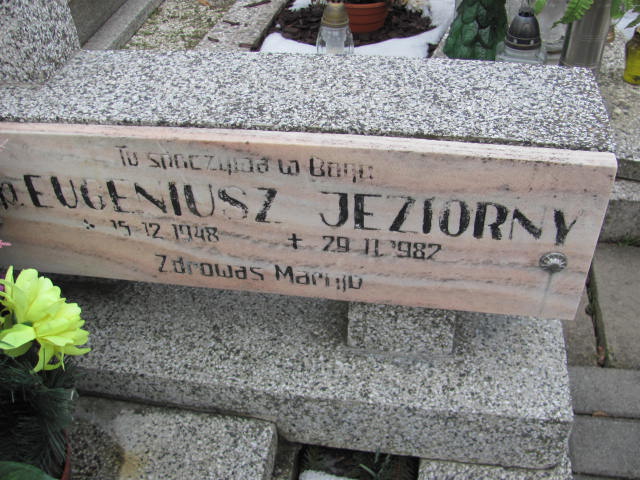 Tu spoczywa w Bogu
p. EUGENIUSZ JEZIORNY
* 15.12.1948 + 29.11.1982
Zdrowaś Maryjo